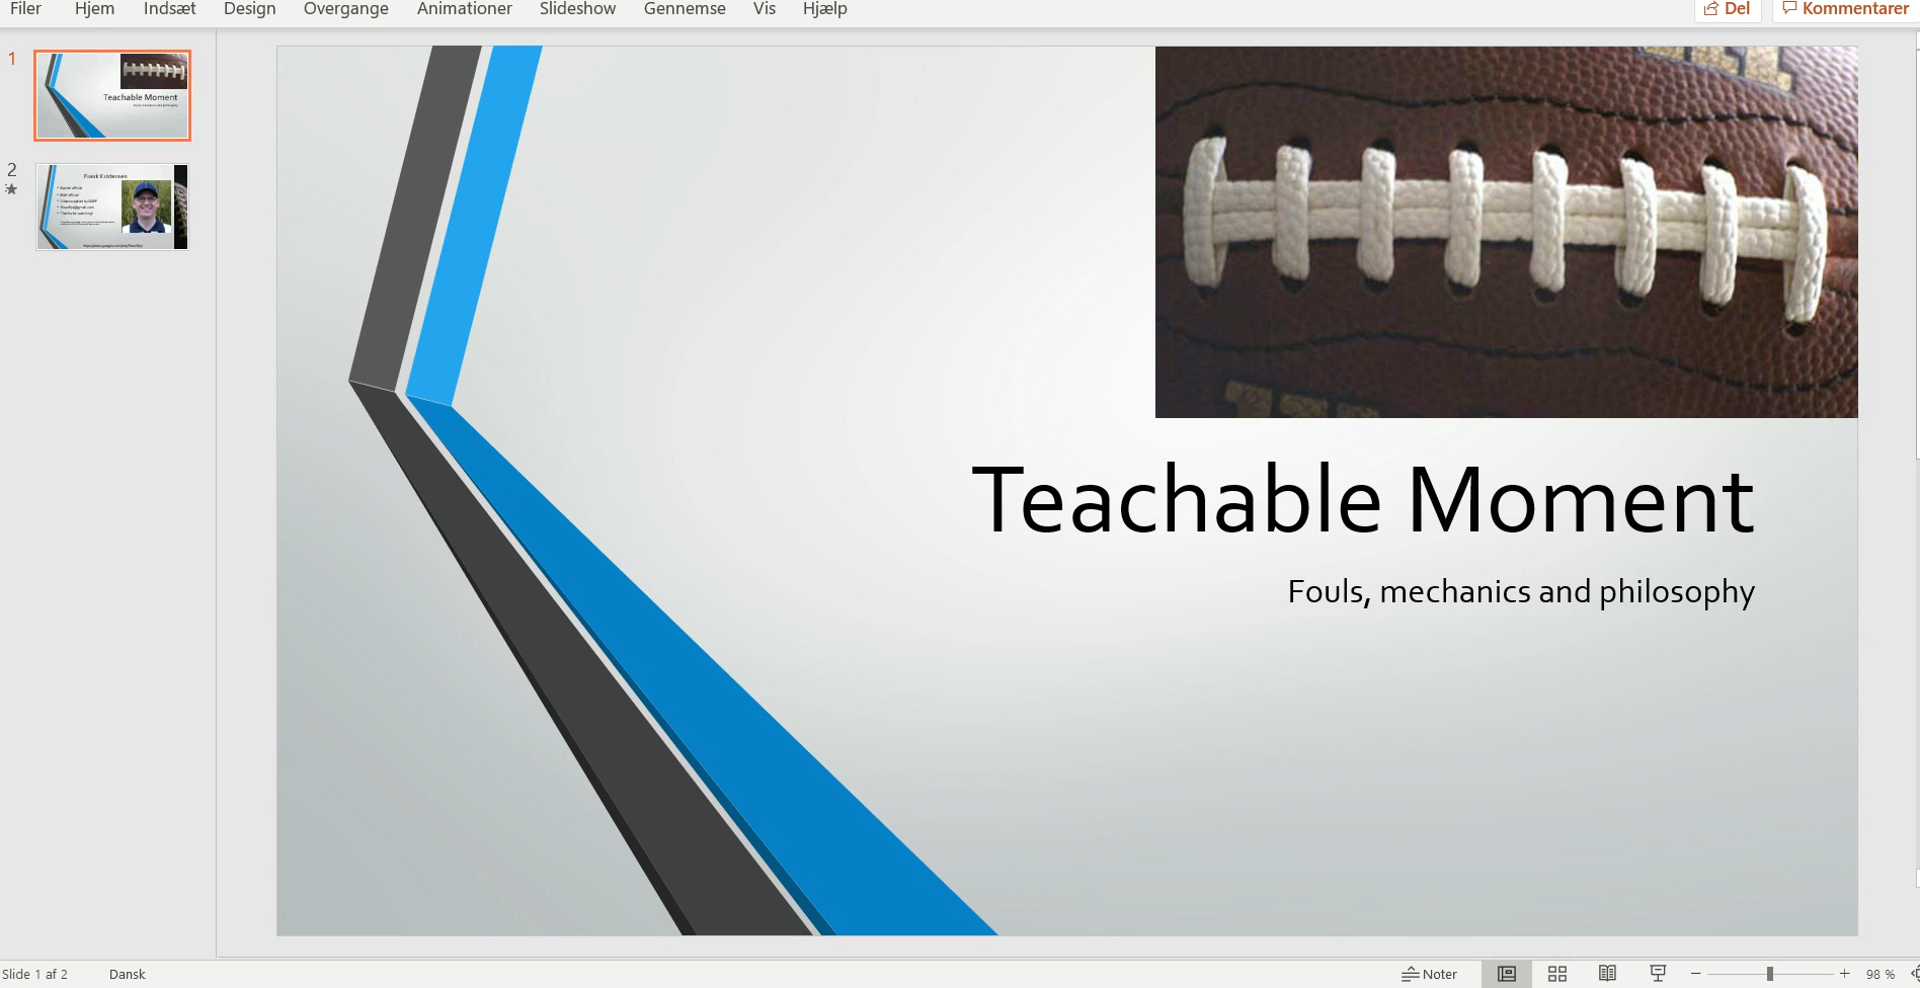 Filer Hjem Indsæt Design Overgange Animationer Slideshow Gennemse Vis Hjælp Del Kommentarer
1
Teachable Moment
2
Frank Kristensen
Teachable Moment
Fouls, mechanics and philosophy
Slide 1 af 2 Dansk Noter 98 %